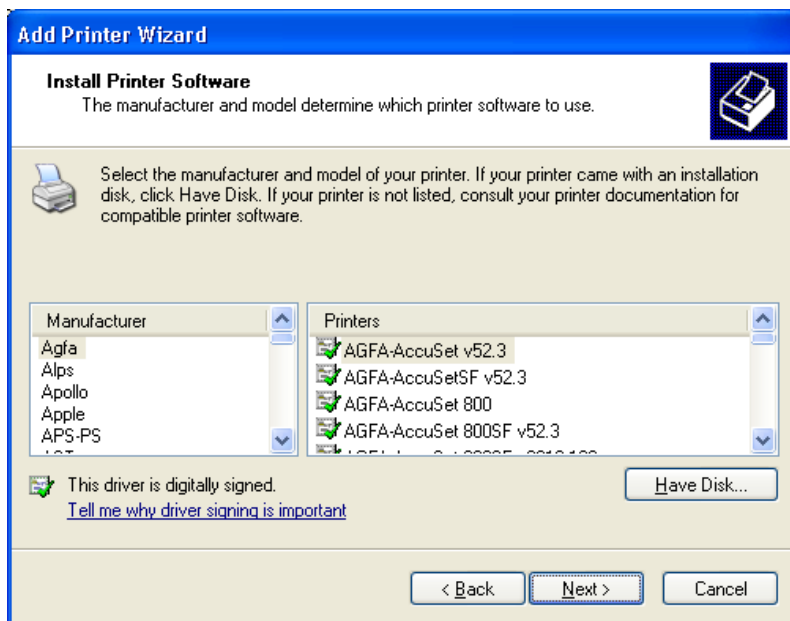 Add Printer Wizard
Install Printer Software
The manufacturer and model determine which printer software to use.
Select the manufacturer and model of your printer. If your printer came with an installation
disk, click Have Disk. If your printer is not listed, consult your printer documentation for
compatible printer software.
Manufacturer
Agfa
Alps
Apollo
Apple
APS-PS
Printers
AGFA-AccuSet v52.3
AGFA-AccuSetSF v52.3
AGFA-AccuSet 800
AGFA-AccuSet 800SF v52.3
This driver is digitally signed.
Tell me why driver signing is important
Have Disk...
< Back
Next >
Cancel